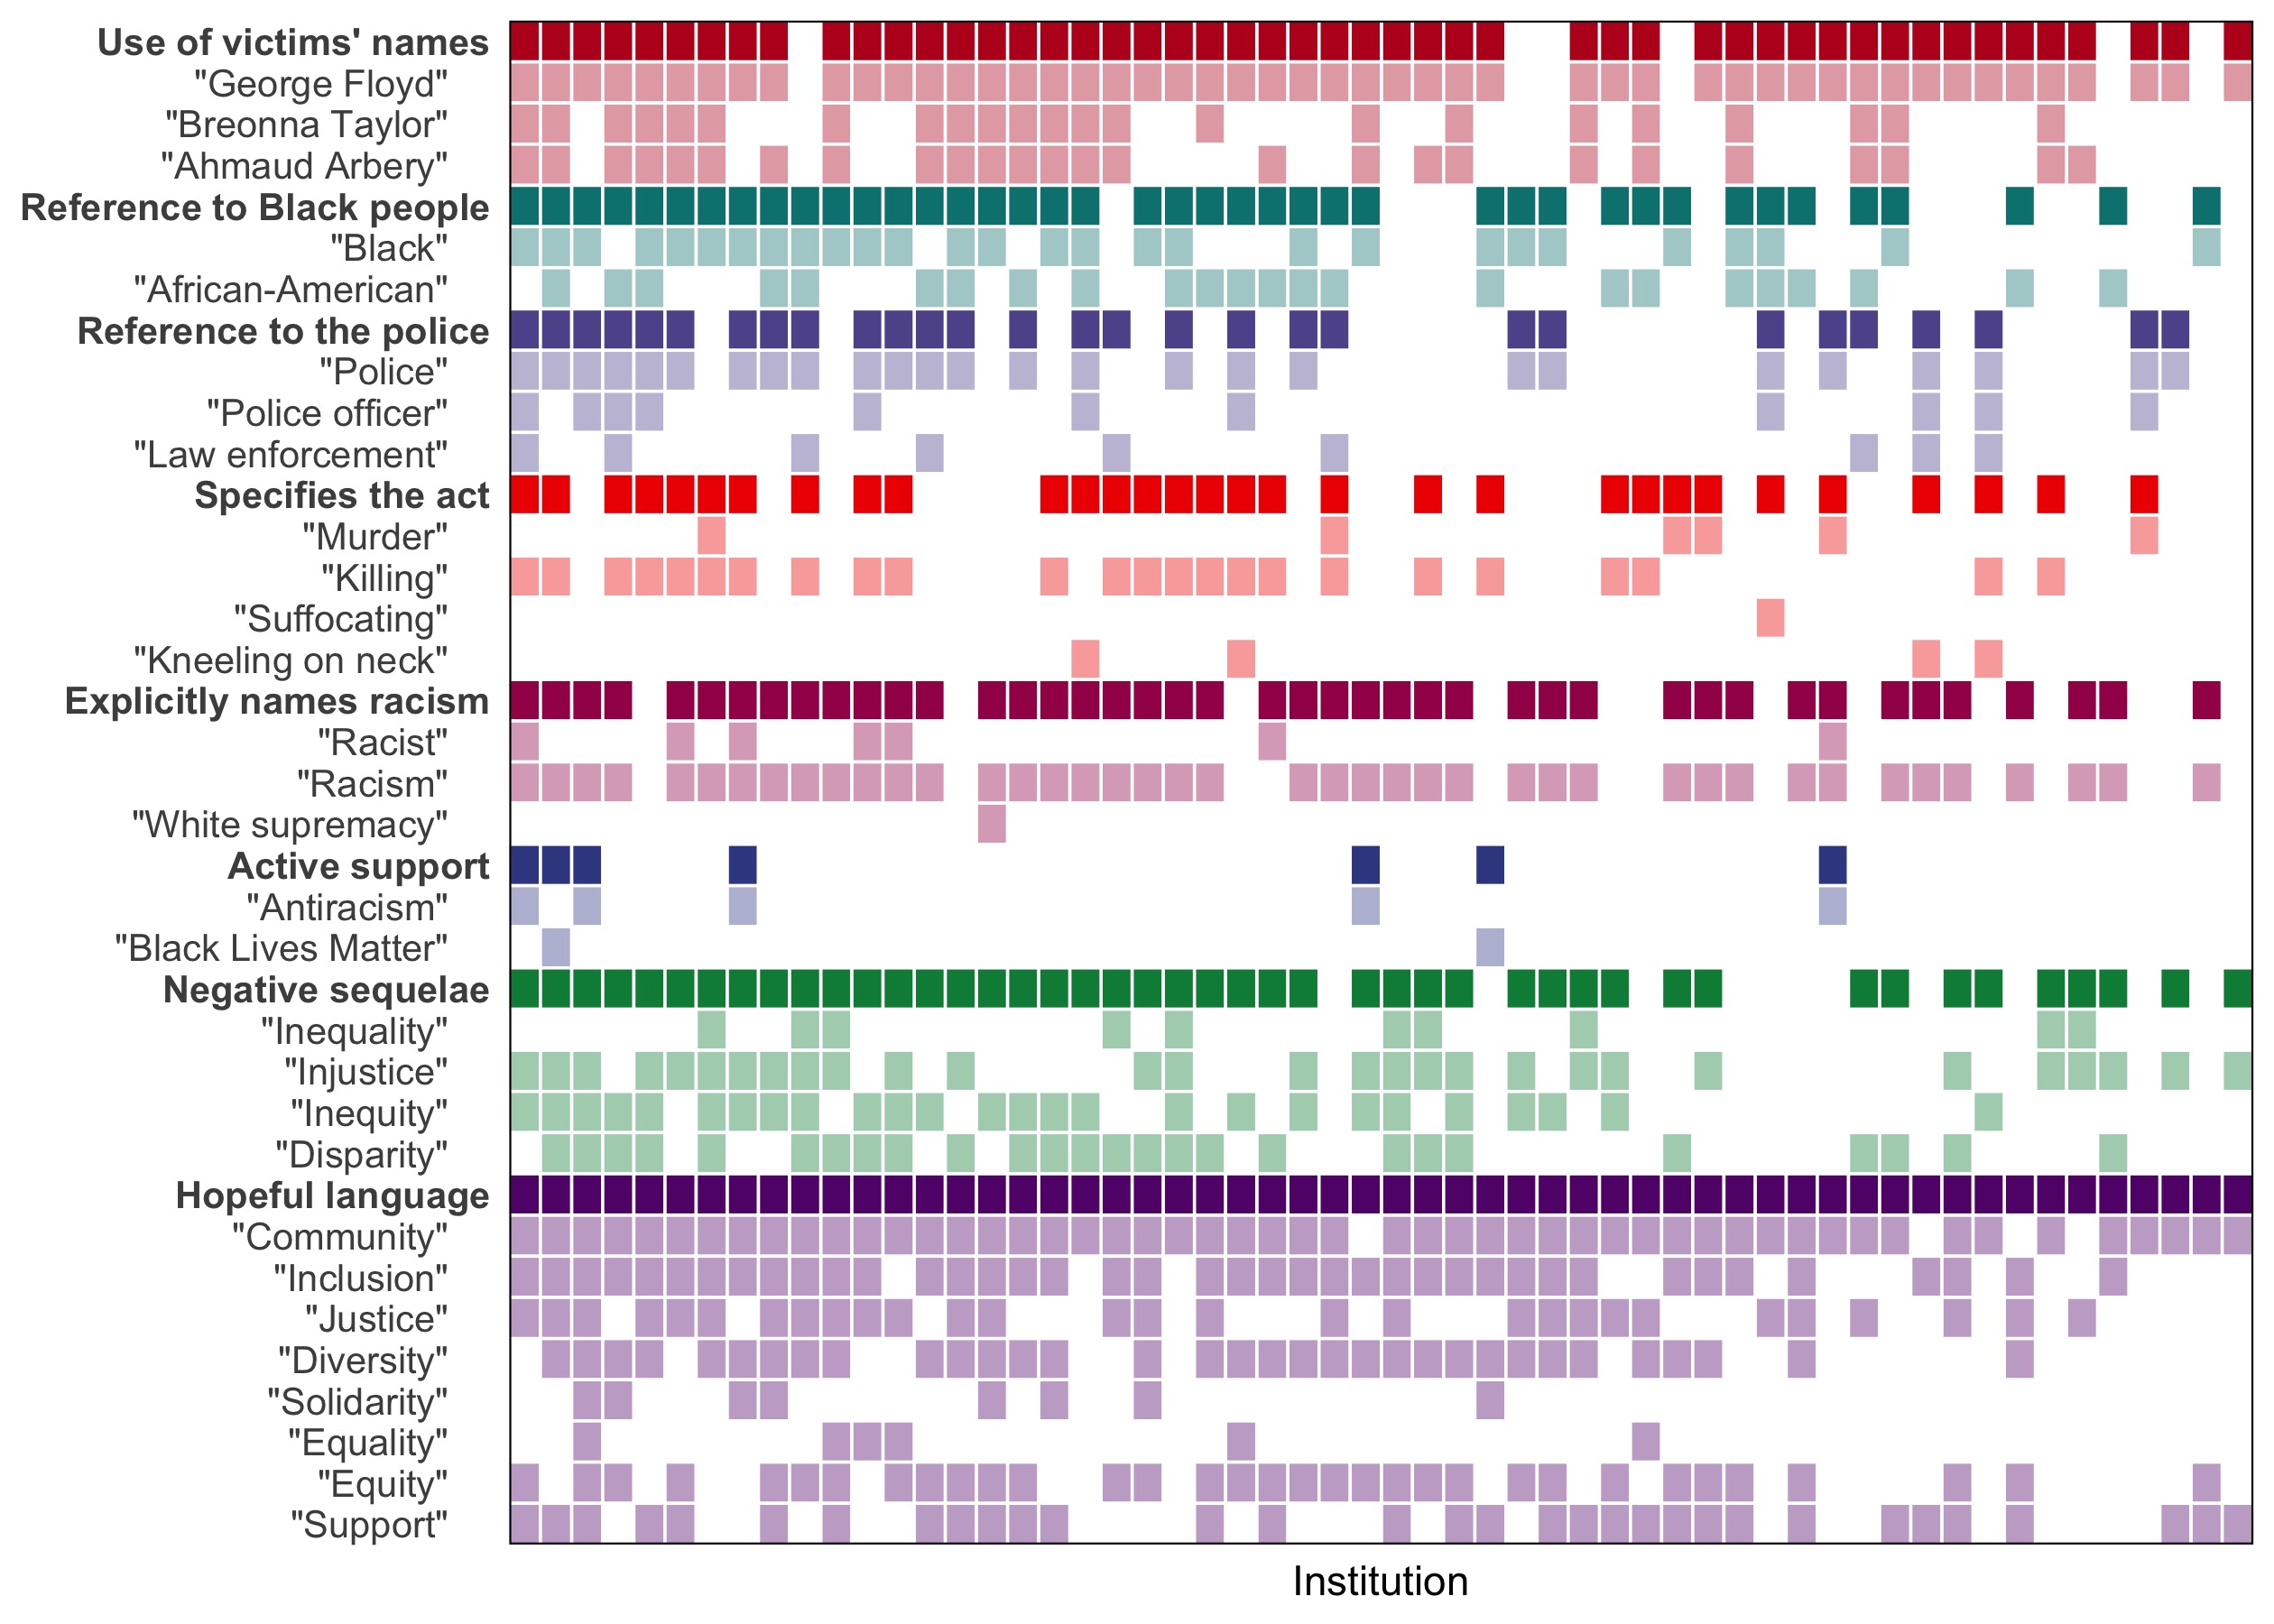 Use of victims' names
"George Floyd"
"Breonna Taylor"
"Ahmaud Arbery"
Reference to Black people
"Black"
"African-American"
Reference to the police
"Police"
"Police officer"
"Law enforcement"
Specifies the act
"Murder"
"Killing"
"Suffocating"
"Kneeling on neck"
Explicitly names racism
"Racist"
"Racism"
"White supremacy"
Active support
"Antiracism"
"Black Lives Matter"
Negative sequelae
"Inequality"
"Injustice"
"Inequity"
"Disparity"
Hopeful language
"Community"
"Inclusion"
"Justice"
"Diversity"
"Solidarity"
"Equality"
"Equity"
"Support"
Institution